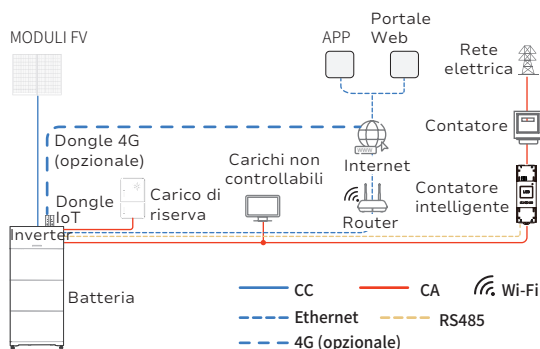 MODULI FV
APP
Portale
Web
Rete
elettrica
Contatore
Dongle 4G
(opzionale)
Internet
WWW
Carichi non
controllabili
Dongle
IoT
Carico di
riserva
Router
Contatore
intelligente
Inverter
Batteria
CC
CA
Wi-Fi
Ethernet
RS485
4G (opzionale)